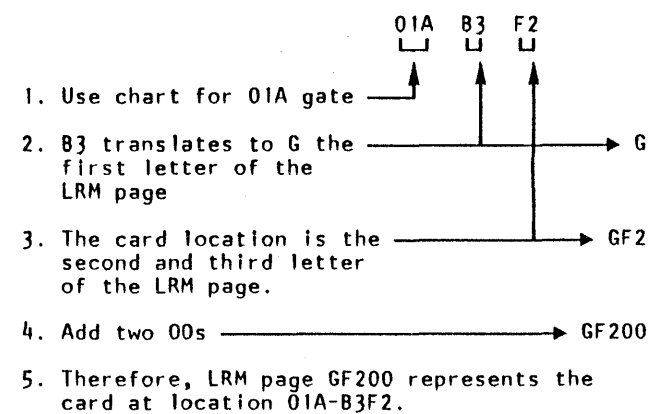 01A B3 F2
1. Use chart for 01A gate
2. B3 translates to G the G
first letter of the
LRM page
3. The card location is the GF2
second and third letter
of the LRM page.
4. Add two 00s GF200
5. Therefore, LRM page GF200 represents the
card at location 01A-B3F2.